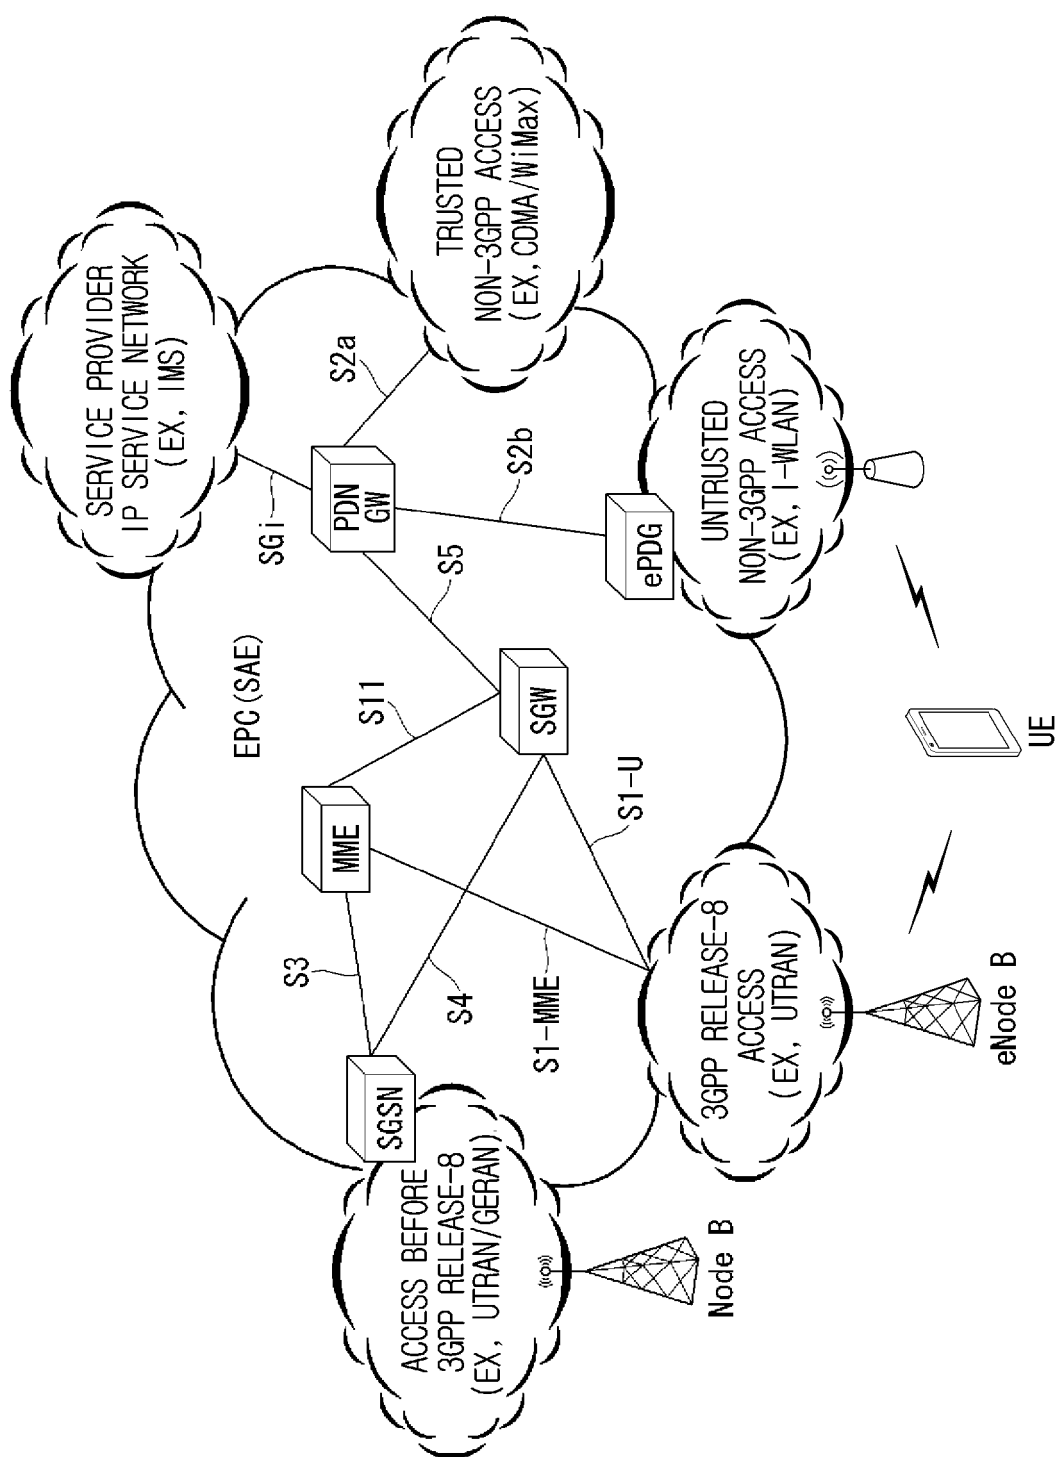 SERVICE PROVIDER
IP SERVICE NETWORK
(EX, IMS)
TRUSTED
NON-3GPP ACCESS
(EX,CDMA/WiMax)
EPC(SAE)
SGi
S2a
PDN
GW
S5
S2b
S11
MME
S3
SGW
ePDG
UNTRUSTED
NON-3GPP ACCESS
(EX,I-WLAN)
SGSN
S4
S1-MME
S1-U
ACCESS BEFORE
3GPP RELEASE-8
(EX, UTRAN/GERAN)
3GPP RELEASE-8
ACCESS
(EX, UTRAN)
Node B
eNode B
UE